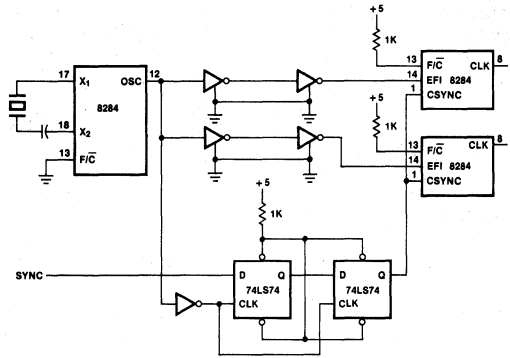 +5
1K
17 X1 OSC 12
8284
18 X2
13 F/C̅
13 F/C̅ CLK 8
14 EFI 8284
1 CSYNC
+5
1K
13 F/C̅ CLK 8
14 EFI 8284
1 CSYNC
+5
1K
SYNC
D Q
74LS74
CLK
D Q
74LS74
CLK